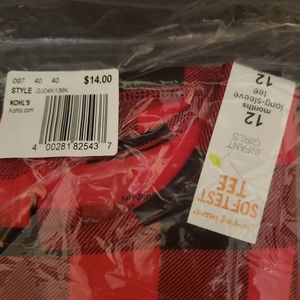 097 40 40
$14.00
STYLE GJ04K136K
KOHL'S
Kohls.com
4 00281 82543 7
12
months
long-sleeve
tee
12
INFANT
GIRLS
SOFTEST
TEE
jumping beans®